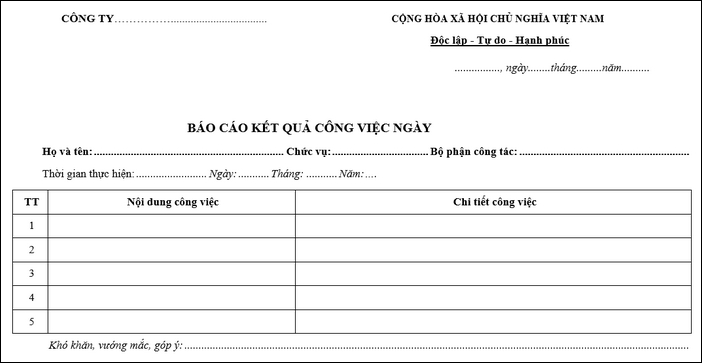 CÔNG TY……………...............................
CỘNG HÒA XÃ HỘI CHỦ NGHĨA VIỆT NAM
Độc lập - Tự do - Hạnh phúc
................, ngày........tháng.........năm..........
BÁO CÁO KẾT QUẢ CÔNG VIỆC NGÀY
Họ và tên: ........................................................ Chức vụ: ............................ Bộ phận công tác: ..................................................
Thời gian thực hiện: ......................... Ngày: ........... Tháng: ........... Năm: ....
TT Nội dung công việc Chi tiết công việc
1
2
3
4
5
Khó khăn, vướng mắc, góp ý: ....................................................................................................................................................